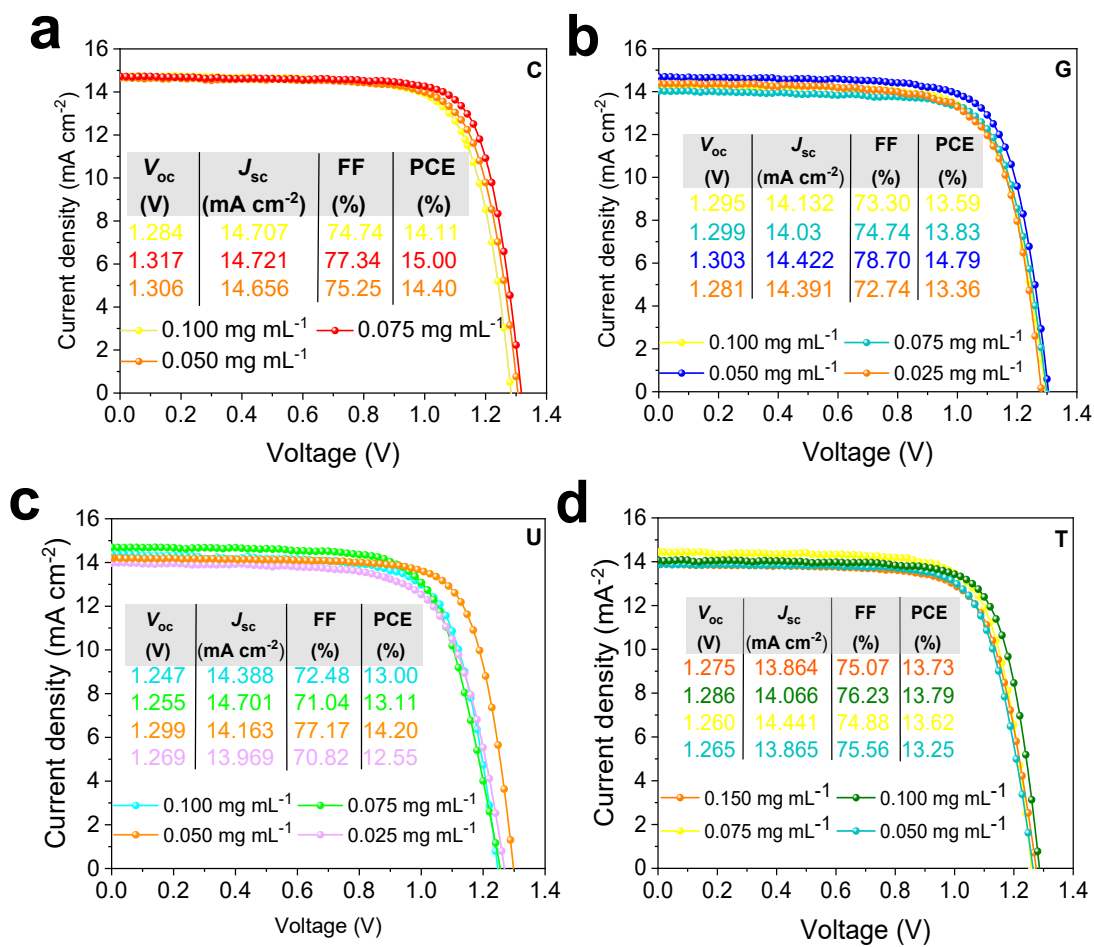 a
C
Current density (mA cm⁻²)
16
14
12
10
8
6
4
2
0
Voc Jsc FF PCE
(V) (mA cm⁻²) (%) (%)
1.284 14.707 74.74 14.11
1.317 14.721 77.34 15.00
1.306 14.656 75.25 14.40
0.100 mg mL⁻¹ 0.075 mg mL⁻¹
0.050 mg mL⁻¹
0.0 0.2 0.4 0.6 0.8 1.0 1.2 1.4
Voltage (V)
b
G
Current density (mA cm⁻²)
16
14
12
10
8
6
4
2
0
Voc Jsc FF PCE
(V) (mA cm⁻²) (%) (%)
1.295 14.132 73.30 13.59
1.299 14.03 74.74 13.83
1.303 14.422 78.70 14.79
1.281 14.391 72.74 13.36
0.100 mg mL⁻¹ 0.075 mg mL⁻¹
0.050 mg mL⁻¹ 0.025 mg mL⁻¹
0.0 0.2 0.4 0.6 0.8 1.0 1.2 1.4
Voltage (V)
c
U
Current density (mA cm⁻²)
16
14
12
10
8
6
4
2
0
Voc Jsc FF PCE
(V) (mA cm⁻²) (%) (%)
1.247 14.388 72.48 13.00
1.255 14.701 71.04 13.11
1.299 14.163 77.17 14.20
1.269 13.969 70.82 12.55
0.100 mg mL⁻¹ 0.075 mg mL⁻¹
0.050 mg mL⁻¹ 0.025 mg mL⁻¹
0.0 0.2 0.4 0.6 0.8 1.0 1.2 1.4
Voltage (V)
d
T
Current density (mA⁻²)
16
14
12
10
8
6
4
2
0
Voc Jsc FF PCE
(V) (mA cm⁻²) (%) (%)
1.275 13.864 75.07 13.73
1.286 14.066 76.23 13.79
1.260 14.441 74.88 13.62
1.265 13.865 75.56 13.25
0.150 mg mL⁻¹ 0.100 mg mL⁻¹
0.075 mg mL⁻¹ 0.050 mg mL⁻¹
0.0 0.2 0.4 0.6 0.8 1.0 1.2 1.4
Voltage (V)